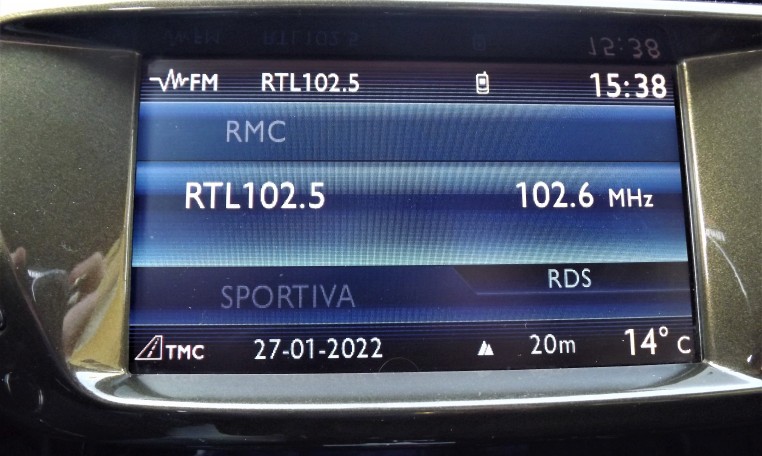 FM RTL102.5 15:38
RMC
RTL102.5 102.6 MHz
RDS
SPORTIVA
TMC 27-01-2022 20m 14° C